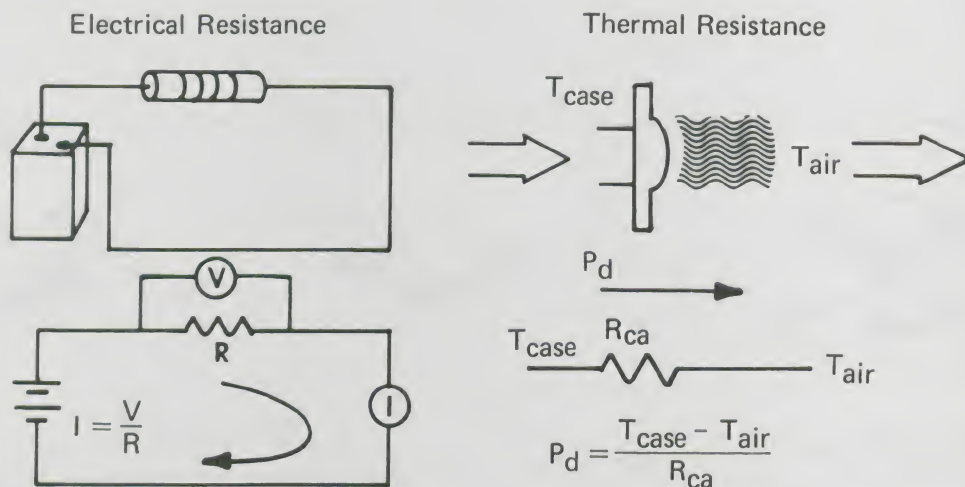 Electrical Resistance
V
R
I
I = V/R
Thermal Resistance
T_case
T_air
P_d
T_case R_ca T_air
P_d = (T_case - T_air)/R_ca